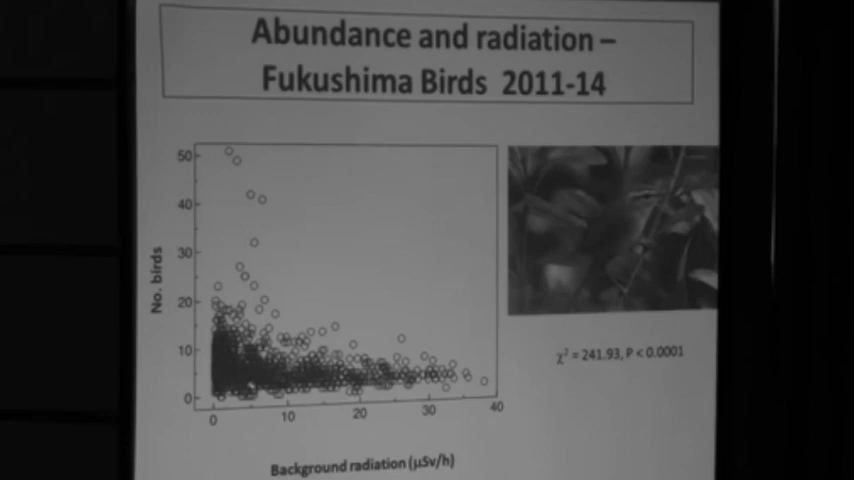 Abundance and radiation –
Fukushima Birds 2011-14
50
40
30
20
10
0
No. birds
0 10 20 30 40
Background radiation (μSv/h)
χ² = 241.93, P < 0.0001